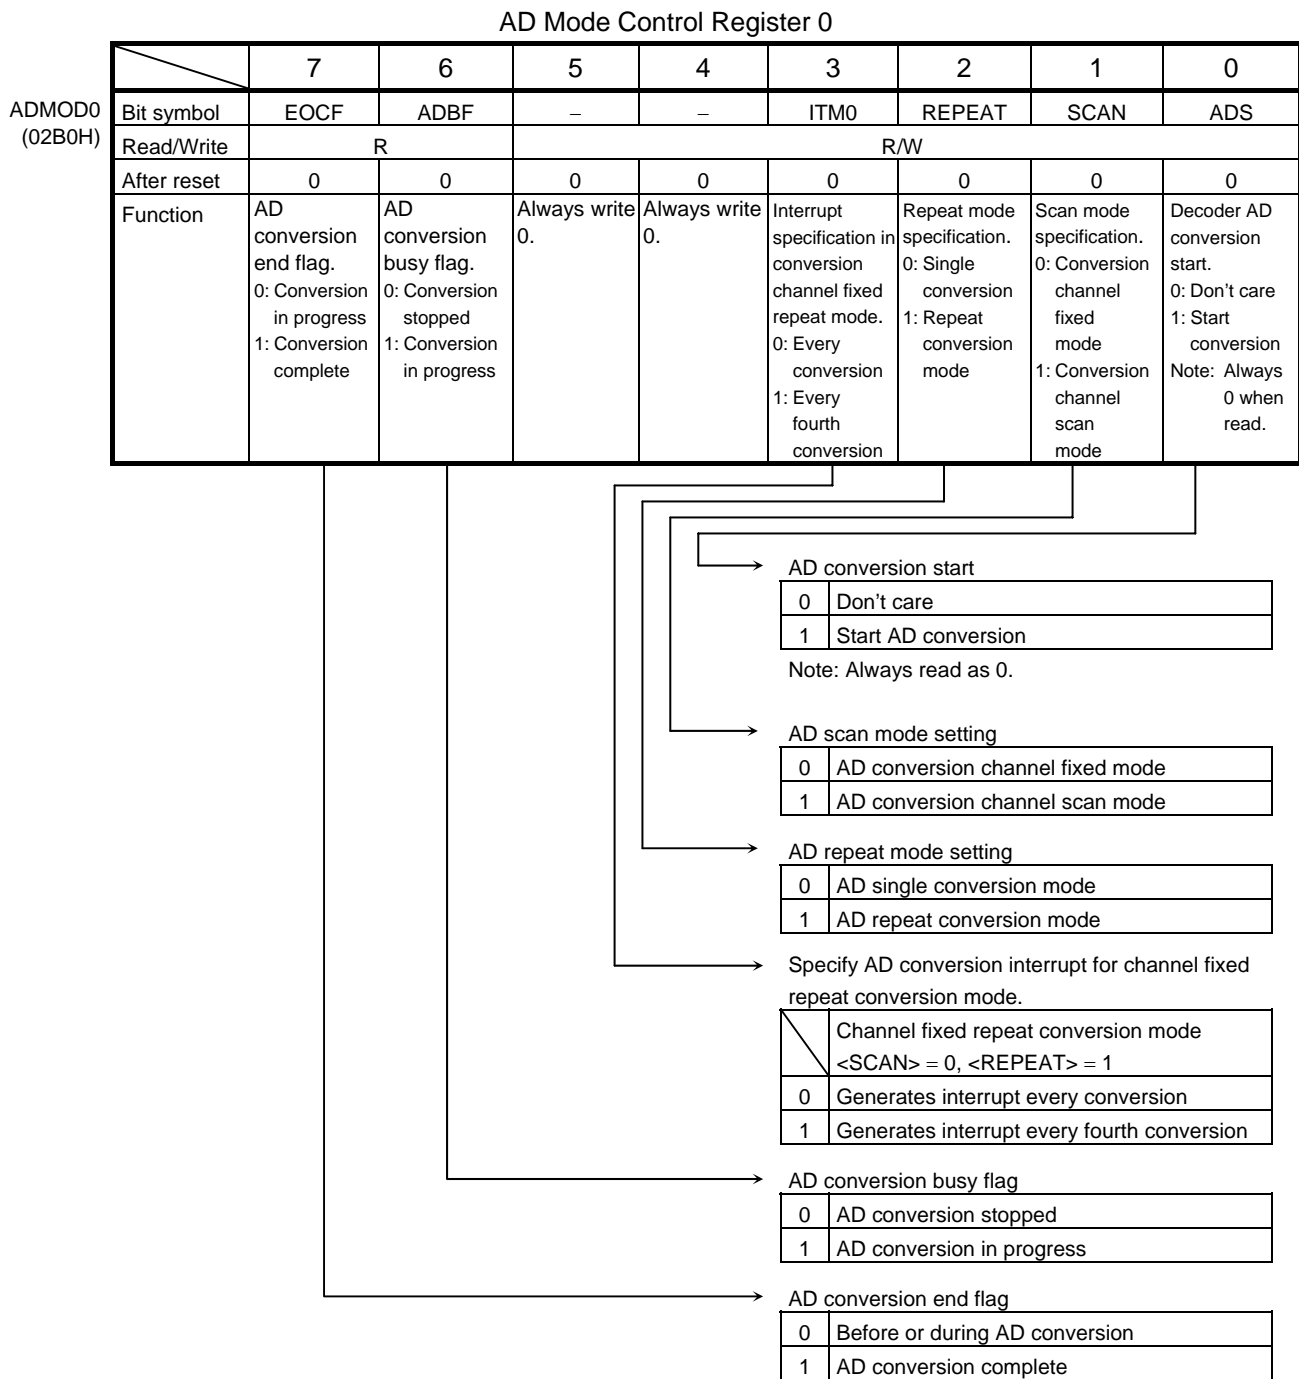 AD Mode Control Register 0
7 6 5 4 3 2 1 0
ADMOD0
(02B0H)
Bit symbol EOCF ADBF – – ITM0 REPEAT SCAN ADS
Read/Write R R/W
After reset 0 0 0 0 0 0 0 0
Function
AD
conversion
end flag.
0: Conversion
in progress
1: Conversion
complete
AD
conversion
busy flag.
0: Conversion
stopped
1: Conversion
in progress
Always write
0.
Always write
0.
Interrupt
specification in
conversion
channel fixed
repeat mode.
0: Every
conversion
1: Every
fourth
conversion
Repeat mode
specification.
0: Single
conversion
1: Repeat
conversion
mode
Scan mode
specification.
0: Conversion
channel
fixed
mode
1: Conversion
channel
scan
mode
Decoder AD
conversion
start.
0: Don't care
1: Start
conversion
Note: Always
0 when
read.
AD conversion start
0 Don't care
1 Start AD conversion
Note: Always read as 0.
AD scan mode setting
0 AD conversion channel fixed mode
1 AD conversion channel scan mode
AD repeat mode setting
0 AD single conversion mode
1 AD repeat conversion mode
Specify AD conversion interrupt for channel fixed
repeat conversion mode.
Channel fixed repeat conversion mode
<SCAN> = 0, <REPEAT> = 1
0 Generates interrupt every conversion
1 Generates interrupt every fourth conversion
AD conversion busy flag
0 AD conversion stopped
1 AD conversion in progress
AD conversion end flag
0 Before or during AD conversion
1 AD conversion complete